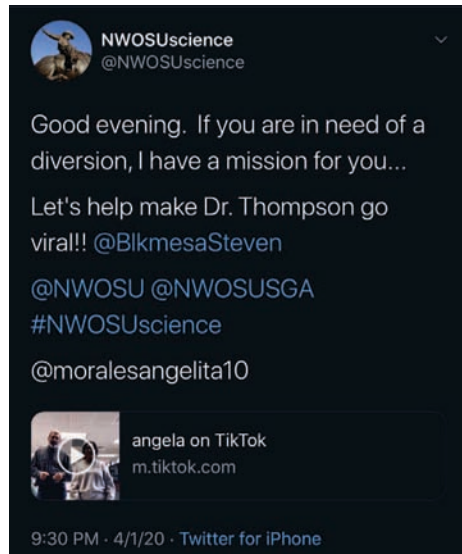 NWOSUscience
@NWOSUscience
Good evening. If you are in need of a
diversion, I have a mission for you...
Let's help make Dr. Thompson go
viral!! @BlkmesaSteven
@NWOSU @NWOSUSGA
#NWOSUscience
@moralesangelita10
angela on TikTok
m.tiktok.com
9:30 PM · 4/1/20 · Twitter for iPhone